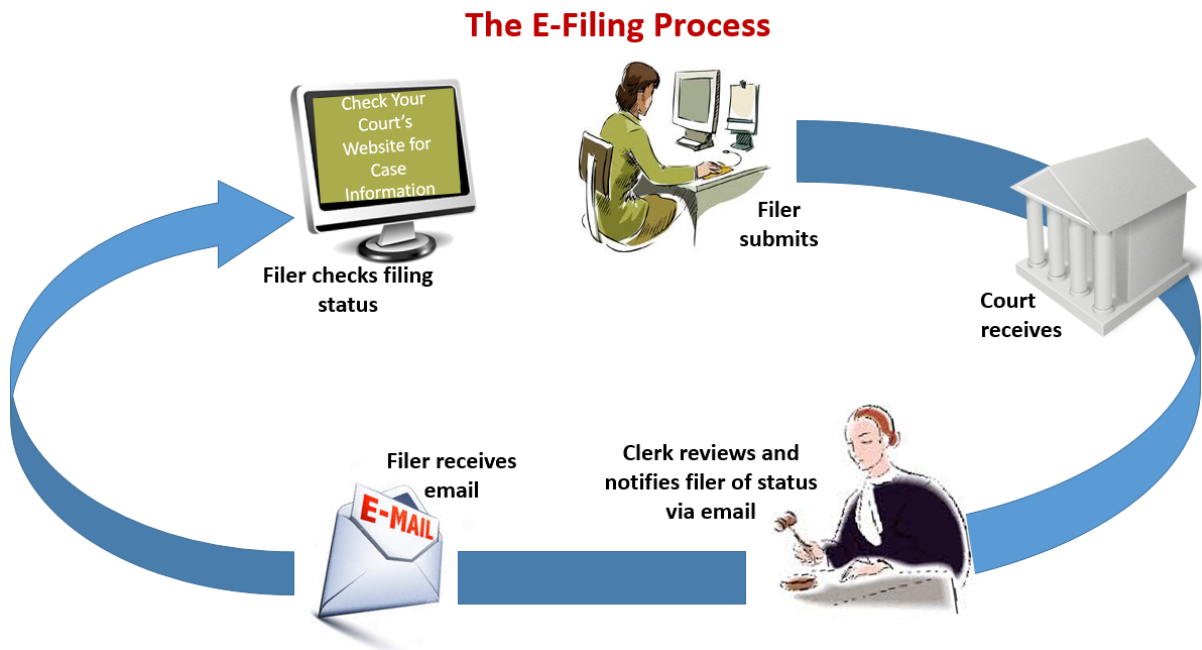 The E-Filing Process
Check Your
Court's
Website for
Case
Information
Filer checks filing
status
Filer
submits
Court
receives
Clerk reviews and
notifies filer of status
via email
Filer receives
email
E-MAIL